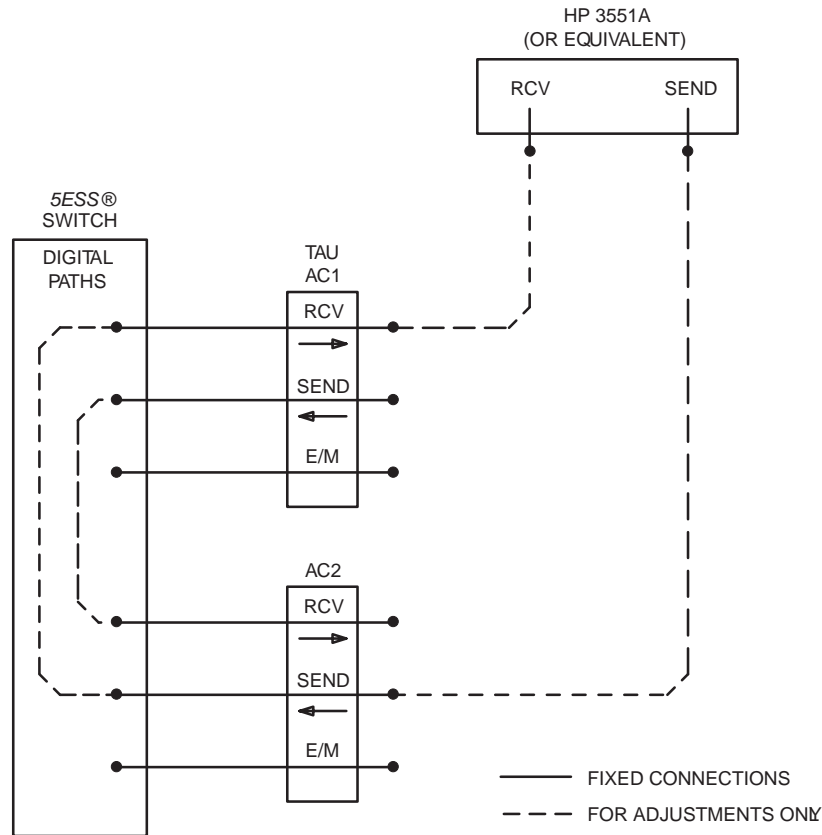 HP 3551A
(OR EQUIVALENT)
RCV SEND
5ESS®
SWITCH
DIGITAL
PATHS
TAU
AC1
RCV
SEND
E/M
AC2
RCV
SEND
E/M
FIXED CONNECTIONS
FOR ADJUSTMENTS ONLY